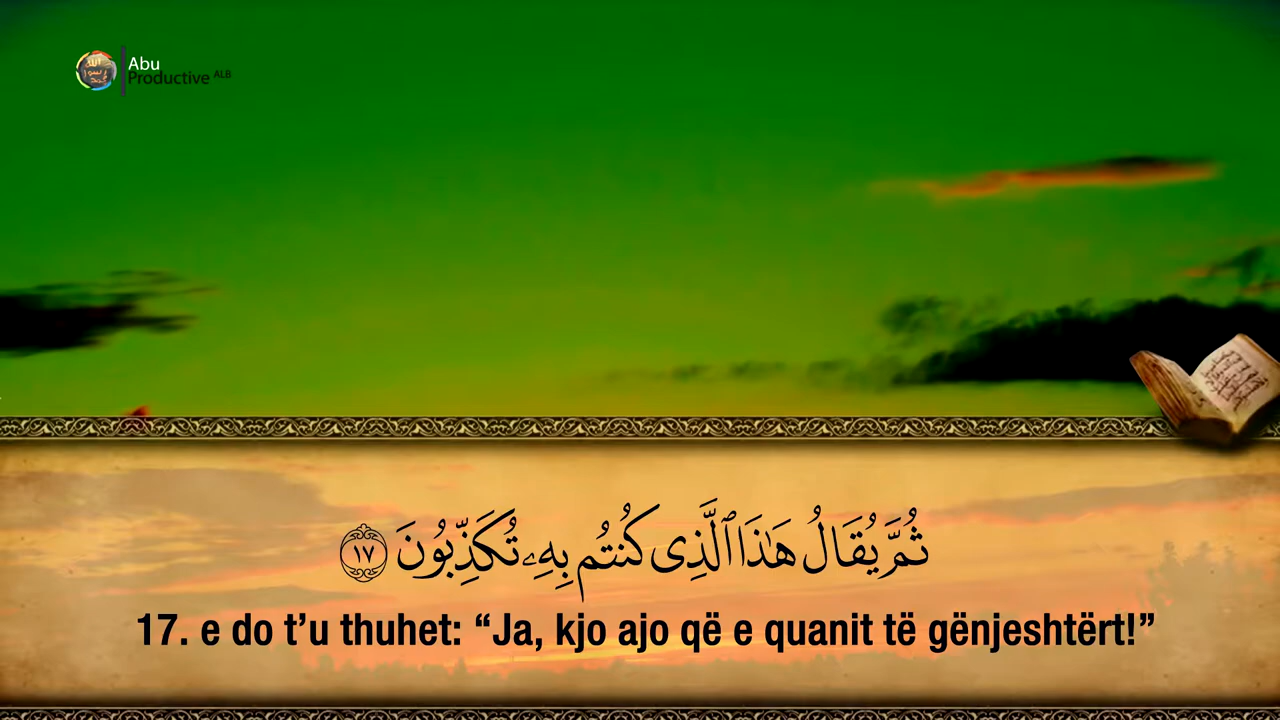 Abu
Productive ALB
ثُمَّ يُقَالُ هَٰذَا ٱلَّذِى كُنتُم بِهِۦ تُكَذِّبُونَ ١٧
17. e do t’u thuhet: “Ja, kjo ajo që e quanit të gënjeshtërt!”